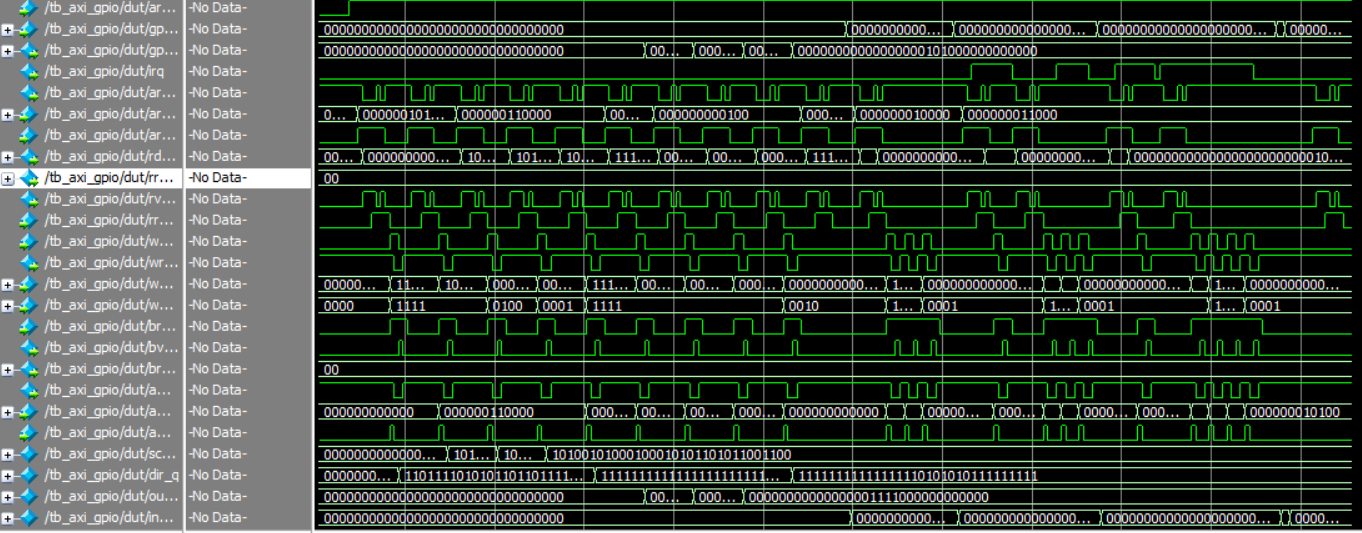 /tb_axi_gpio/dut/ar... -No Data-
/tb_axi_gpio/dut/gp... -No Data- 00000000000000000000000000000000 0000000000... 000000000000000... 00000000000000000000... 00000...
/tb_axi_gpio/dut/gp... -No Data- 00000000000000000000000000000000 00... 000... 00... 00000000000000000101000000000000
/tb_axi_gpio/dut/irq -No Data-
/tb_axi_gpio/dut/ar... -No Data-
/tb_axi_gpio/dut/ar... -No Data- 0... 000000101... 000000110000 00... 000000000100 000... 000000010000 000000011000
/tb_axi_gpio/dut/ar... -No Data-
/tb_axi_gpio/dut/rd... -No Data- 00... 000000000... 10... 101... 10... 111... 00... 00... 000... 111... 0000000000... 00000000... 00000000000000000000000000010...
/tb_axi_gpio/dut/rr... -No Data- 00
/tb_axi_gpio/dut/rv... -No Data-
/tb_axi_gpio/dut/rr... -No Data-
/tb_axi_gpio/dut/w... -No Data-
/tb_axi_gpio/dut/wr... -No Data-
/tb_axi_gpio/dut/w... -No Data- 00000... 11... 10... 000... 00... 111... 00... 00... 000... 0000000000... 1... 0000000000000... 00000000000... 1... 0000000000...
/tb_axi_gpio/dut/w... -No Data- 0000 1111 0100 0001 1111 0010 1... 0001 1... 0001 1... 0001
/tb_axi_gpio/dut/br... -No Data-
/tb_axi_gpio/dut/bv... -No Data-
/tb_axi_gpio/dut/br... -No Data- 00
/tb_axi_gpio/dut/a... -No Data-
/tb_axi_gpio/dut/a... -No Data- 000000000000 000000110000 000... 00... 00... 000... 000000000000 00000... 000... 0000... 000... 000000010100
/tb_axi_gpio/dut/a... -No Data-
/tb_axi_gpio/dut/sc... -No Data- 0000000000000... 101... 10... 10100101000100010101101011001100
/tb_axi_gpio/dut/dir_q -No Data- 0000000... 11011110101011011011111... 1111111111111111111111... 11111111111111111010101011111111
/tb_axi_gpio/dut/ou... -No Data- 00000000000000000000000000000000 00... 000... 00000000000000001111000000000000
/tb_axi_gpio/dut/in... -No Data- 00000000000000000000000000000000 0000000000... 000000000000000... 00000000000000000000... 0000...